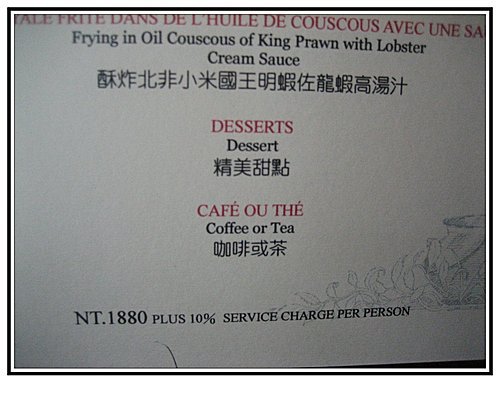 FRITE DANS DE L'HUILE DE COUSCOUS AVEC UNE
Frying in Oil Couscous of King Prawn with Lobster
Cream Sauce
酥炸北非小米國王明蝦佐龍蝦高湯汁
DESSERTS
Dessert
精美甜點
CAFÉ OU THÉ
Coffee or Tea
咖啡或茶
NT.1880 PLUS 10% SERVICE CHARGE PER PERSON